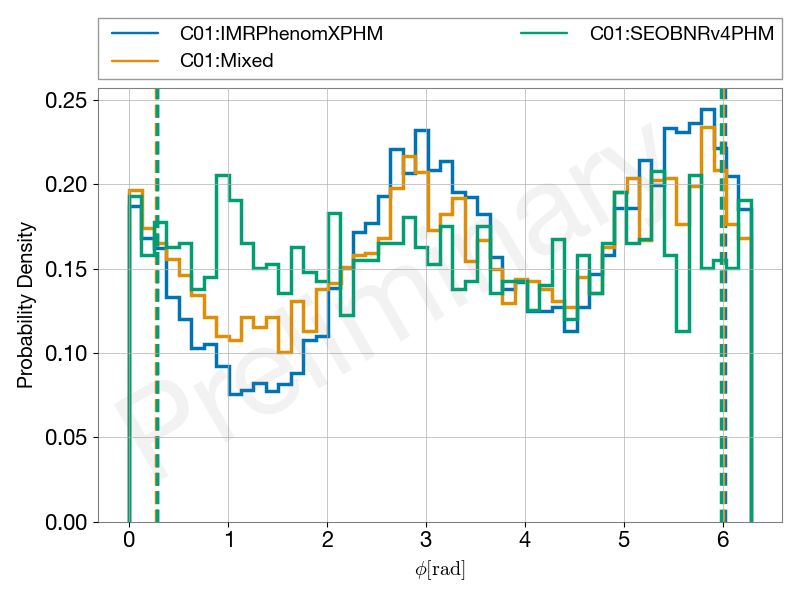 C01:IMRPhenomXPHM
C01:Mixed
C01:SEOBNRv4PHM
0.25
0.20
0.15
0.10
0.05
0.00
Probability Density
Preliminary
0 1 2 3 4 5 6
ϕ[rad]